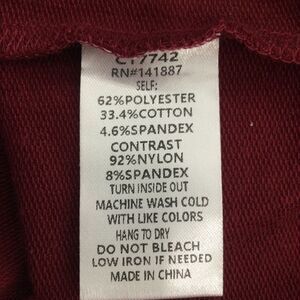 CT7742
RN#141887
SELF:
62%POLYESTER
33.4%COTTON
4.6%SPANDEX
CONTRAST
92%NYLON
8%SPANDEX
TURN INSIDE OUT
MACHINE WASH COLD
WITH LIKE COLORS
HANG TO DRY
DO NOT BLEACH
LOW IRON IF NEEDED
MADE IN CHINA